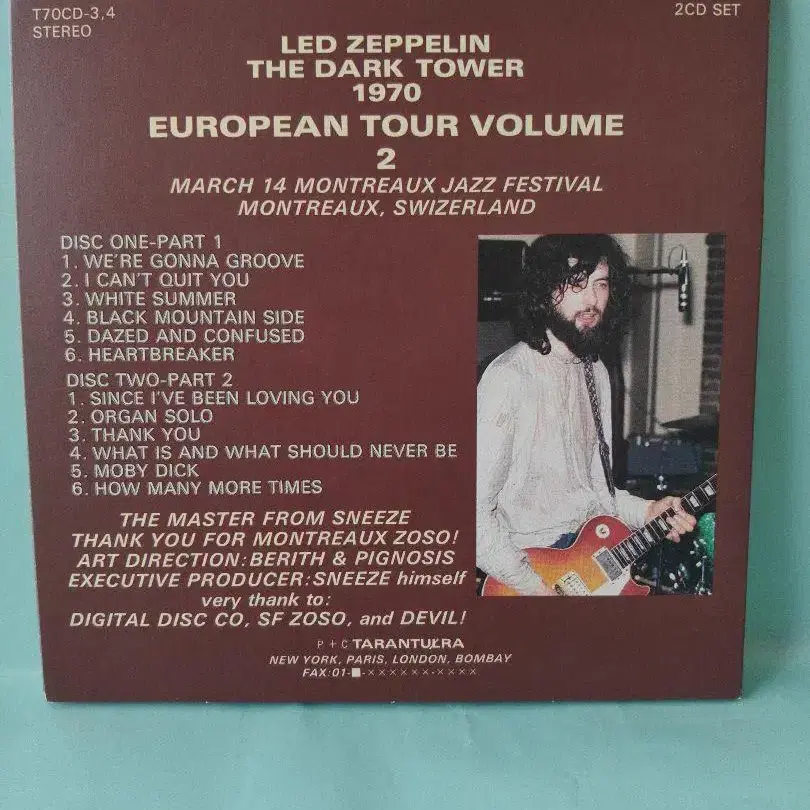 T70CD-3,4
STEREO
2CD SET
LED ZEPPELIN
THE DARK TOWER
1970
EUROPEAN TOUR VOLUME
2
MARCH 14 MONTREAUX JAZZ FESTIVAL
MONTREAUX, SWIZERLAND
DISC ONE-PART 1
1. WE'RE GONNA GROOVE
2. I CAN'T QUIT YOU
3. WHITE SUMMER
4. BLACK MOUNTAIN SIDE
5. DAZED AND CONFUSED
6. HEARTBREAKER
DISC TWO-PART 2
1. SINCE I'VE BEEN LOVING YOU
2. ORGAN SOLO
3. THANK YOU
4. WHAT IS AND WHAT SHOULD NEVER BE
5. MOBY DICK
6. HOW MANY MORE TIMES
THE MASTER FROM SNEEZE
THANK YOU FOR MONTREAUX ZOSO!
ART DIRECTION:BERITH & PIGNOSIS
EXECUTIVE PRODUCER:SNEEZE himself
very thank to:
DIGITAL DISC CO, SF ZOSO, and DEVIL!
P + C TARANTURA
NEW YORK, PARIS, LONDON, BOMBAY
FAX:01-■-××××××-××××